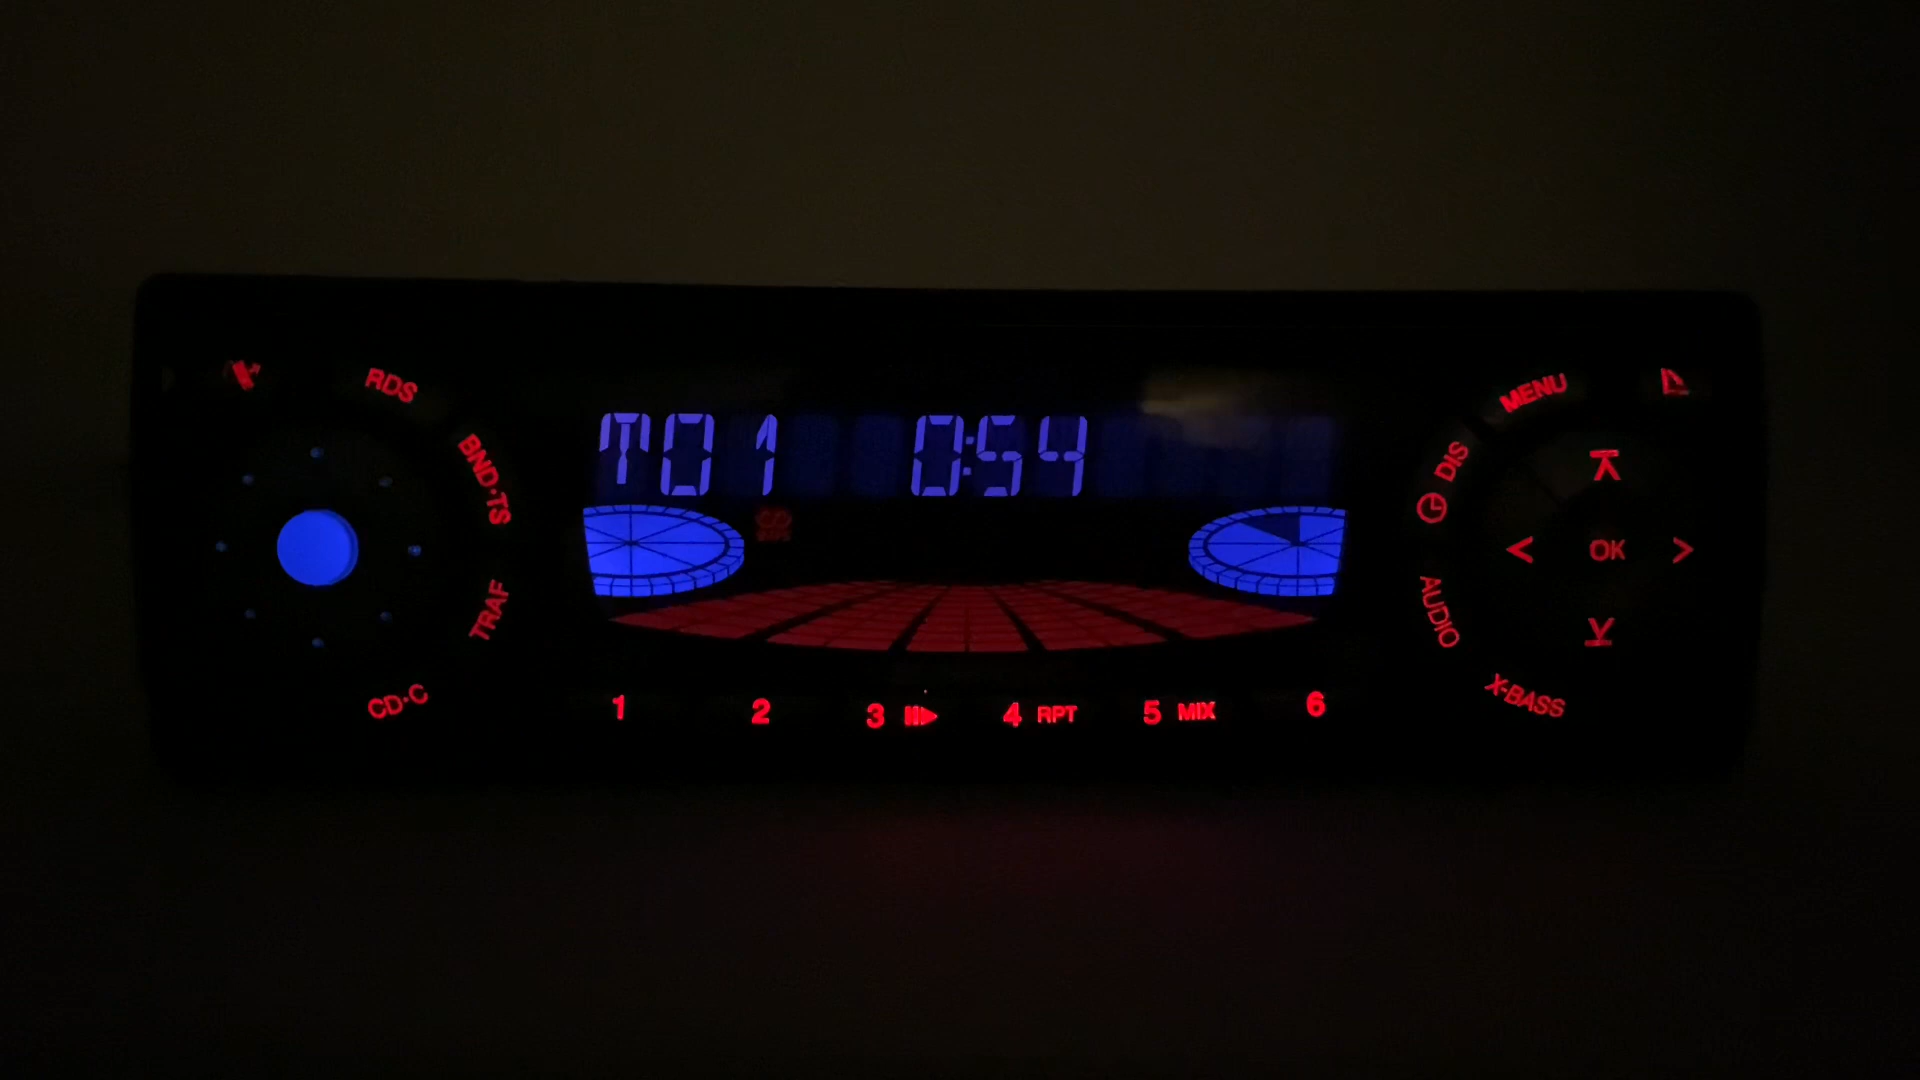 RDS
BND·TS
TRAF
CD·C
T01 0:54
1 2 3 4 RPT 5 MIX 6
MENU
DIS
AUDIO
X-BASS
OK